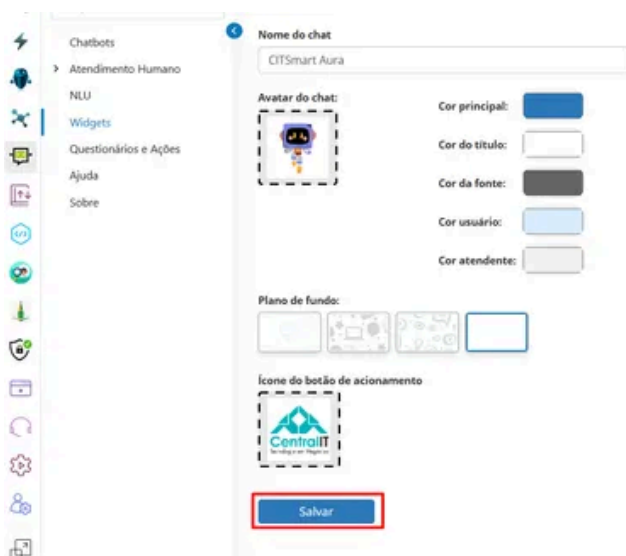 Chatbots
Atendimento Humano
NLU
Widgets
Questionários e Ações
Ajuda
Sobre
Nome do chat
CITSmart Aura
Avatar do chat:
Cor principal:
Cor do título:
Cor da fonte:
Cor usuário:
Cor atendente:
Plano de fundo:
Ícone do botão de acionamento
CentralIT
Salvar